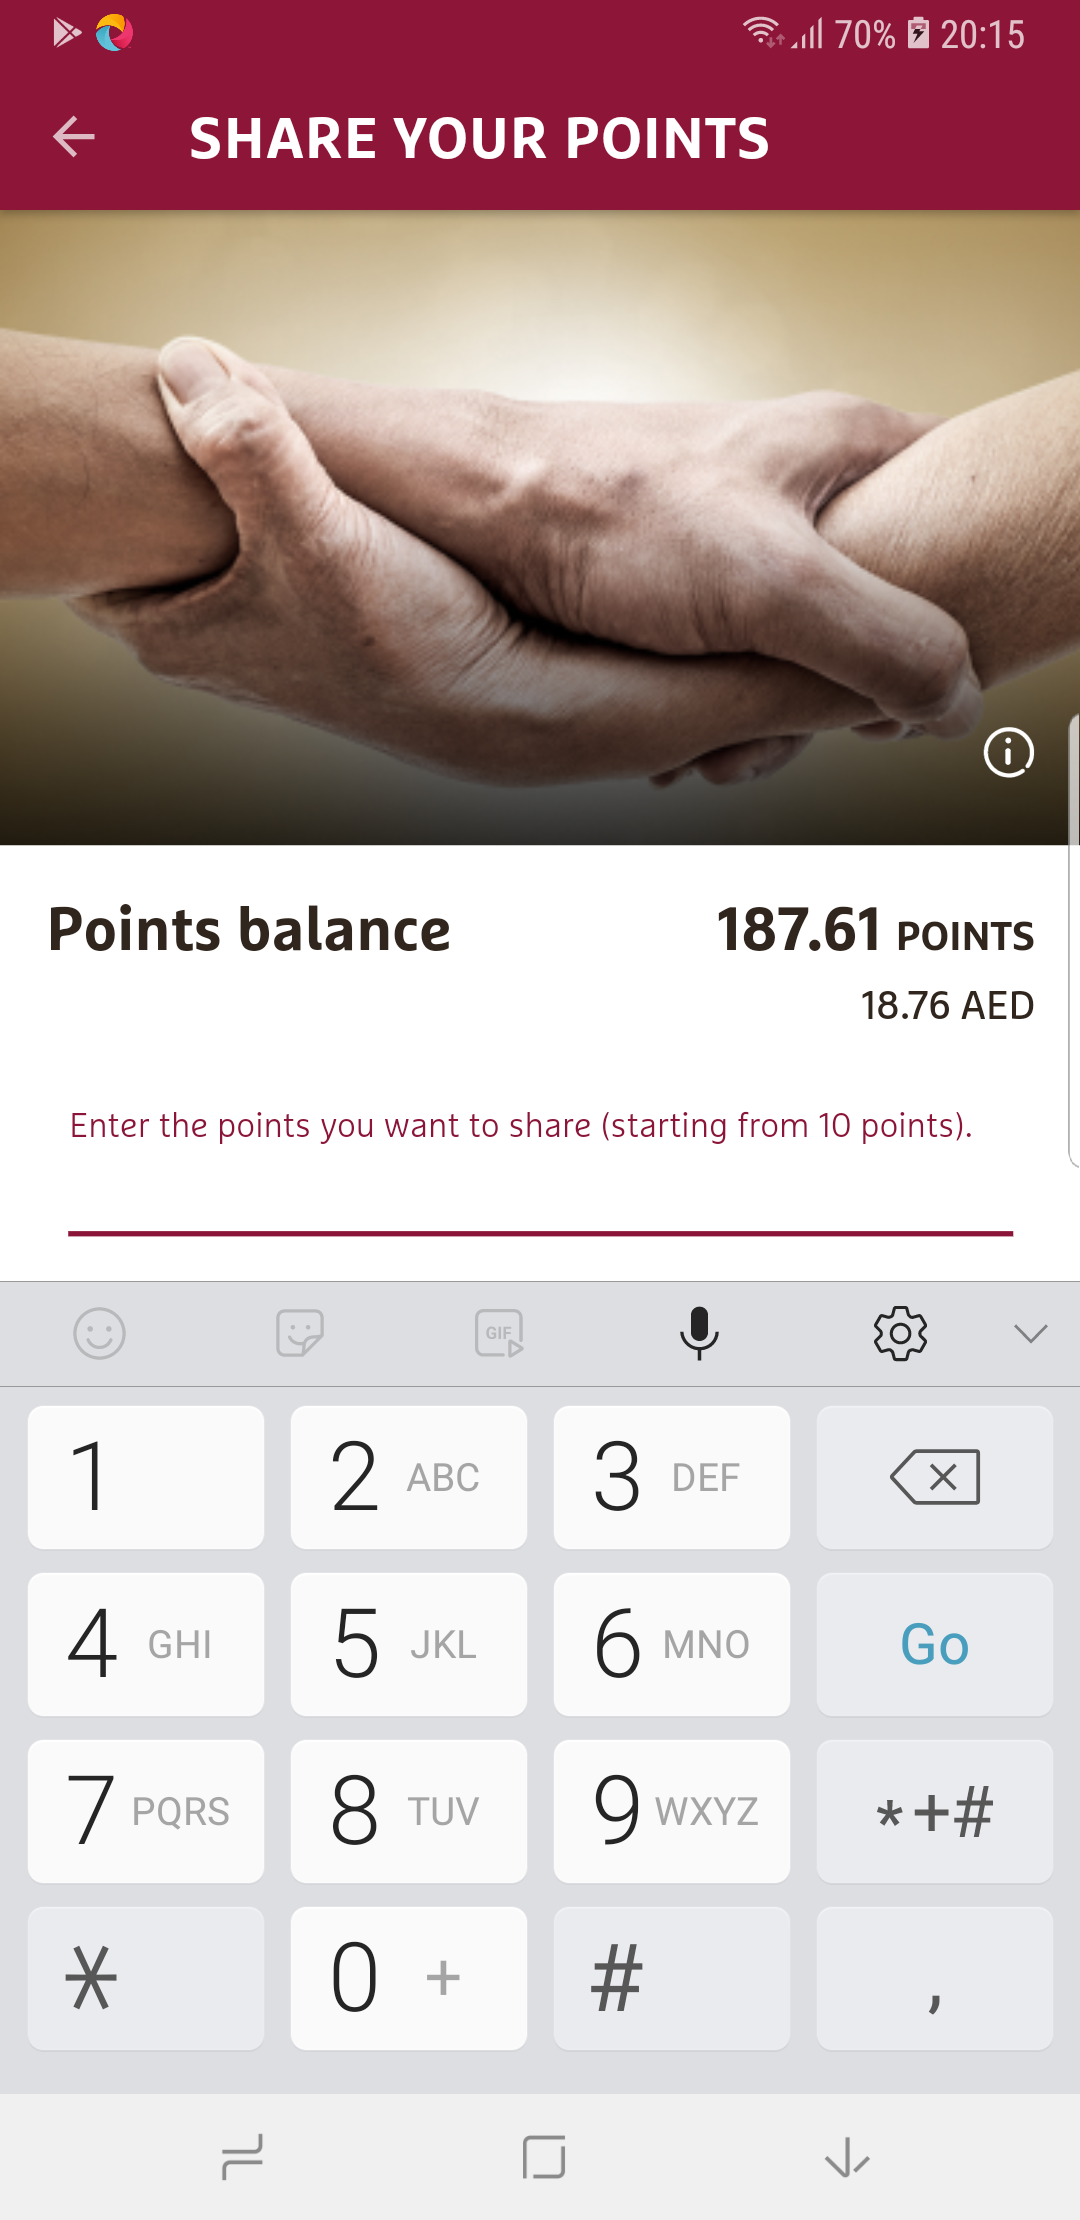 70% 20:15
SHARE YOUR POINTS
Points balance 187.61 POINTS
18.76 AED
Enter the points you want to share (starting from 10 points).
GIF
1 2 ABC 3 DEF
4 GHI 5 JKL 6 MNO Go
7 PQRS 8 TUV 9 WXYZ *+#
* 0 + # ,